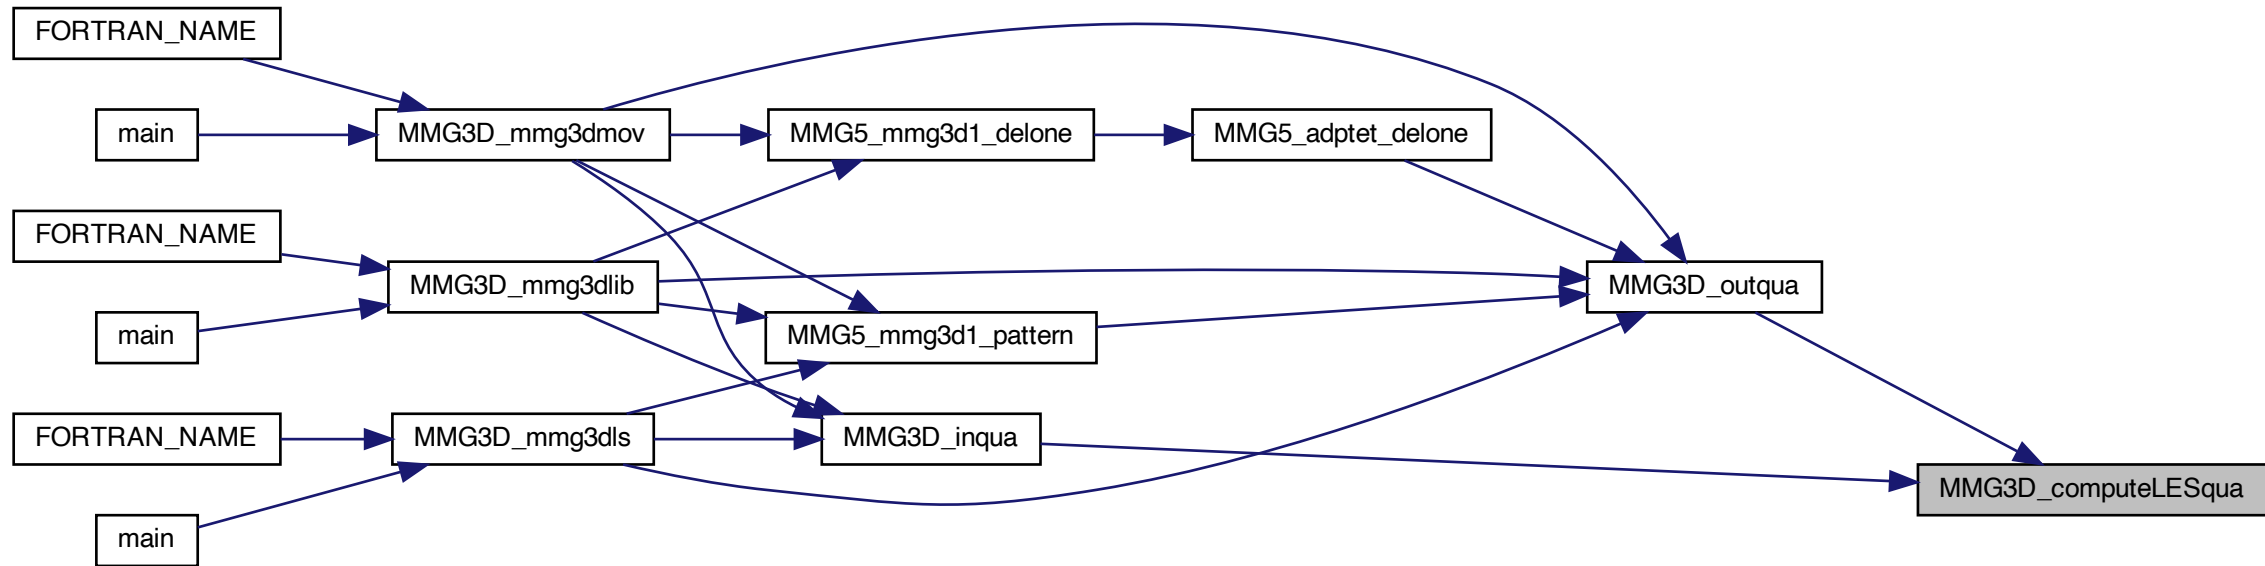 FORTRAN_NAME
main
MMG3D_mmg3dmov
MMG5_mmg3d1_delone
MMG5_adptet_delone
FORTRAN_NAME
MMG3D_mmg3dlib
MMG3D_outqua
main
MMG5_mmg3d1_pattern
FORTRAN_NAME
MMG3D_mmg3dls
MMG3D_inqua
MMG3D_computeLESqua
main